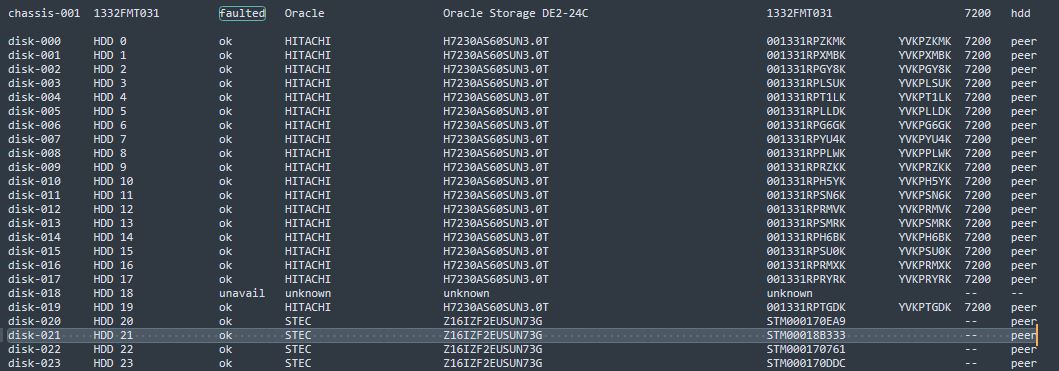 chassis-001 1332FMT031 faulted Oracle Oracle Storage DE2-24C 1332FMT031 7200 hdd
disk-000 HDD 0 ok HITACHI H7230AS60SUN3.0T 001331RPZKMK YVKPZKMK 7200 peer
disk-001 HDD 1 ok HITACHI H7230AS60SUN3.0T 001331RPXMBK YVKPXMBK 7200 peer
disk-002 HDD 2 ok HITACHI H7230AS60SUN3.0T 001331RPGY8K YVKPGY8K 7200 peer
disk-003 HDD 3 ok HITACHI H7230AS60SUN3.0T 001331RPLSUK YVKPLSUK 7200 peer
disk-004 HDD 4 ok HITACHI H7230AS60SUN3.0T 001331RPT1LK YVKPT1LK 7200 peer
disk-005 HDD 5 ok HITACHI H7230AS60SUN3.0T 001331RPLLDK YVKPLLDK 7200 peer
disk-006 HDD 6 ok HITACHI H7230AS60SUN3.0T 001331RPG6GK YVKPG6GK 7200 peer
disk-007 HDD 7 ok HITACHI H7230AS60SUN3.0T 001331RPYU4K YVKPYU4K 7200 peer
disk-008 HDD 8 ok HITACHI H7230AS60SUN3.0T 001331RPPLWK YVKPPLWK 7200 peer
disk-009 HDD 9 ok HITACHI H7230AS60SUN3.0T 001331RPRZKK YVKPRZKK 7200 peer
disk-010 HDD 10 ok HITACHI H7230AS60SUN3.0T 001331RPH5YK YVKPH5YK 7200 peer
disk-011 HDD 11 ok HITACHI H7230AS60SUN3.0T 001331RPSN6K YVKPSN6K 7200 peer
disk-012 HDD 12 ok HITACHI H7230AS60SUN3.0T 001331RPRMVK YVKPRMVK 7200 peer
disk-013 HDD 13 ok HITACHI H7230AS60SUN3.0T 001331RPSMRK YVKPSMRK 7200 peer
disk-014 HDD 14 ok HITACHI H7230AS60SUN3.0T 001331RPH6BK YVKPH6BK 7200 peer
disk-015 HDD 15 ok HITACHI H7230AS60SUN3.0T 001331RPSU0K YVKPSU0K 7200 peer
disk-016 HDD 16 ok HITACHI H7230AS60SUN3.0T 001331RPRMXK YVKPRMXK 7200 peer
disk-017 HDD 17 ok HITACHI H7230AS60SUN3.0T 001331RPRYRK YVKPRYRK 7200 peer
disk-018 HDD 18 unavail unknown unknown unknown -- --
disk-019 HDD 19 ok HITACHI H7230AS60SUN3.0T 001331RPTGDK YVKPTGDK 7200 peer
disk-020 HDD 20 ok STEC Z16IZF2EUSUN73G STM000170EA9 -- peer
disk-021 HDD 21 ok STEC Z16IZF2EUSUN73G STM00018B333 -- peer
disk-022 HDD 22 ok STEC Z16IZF2EUSUN73G STM000170761 -- peer
disk-023 HDD 23 ok STEC Z16IZF2EUSUN73G STM000170DDC -- peer